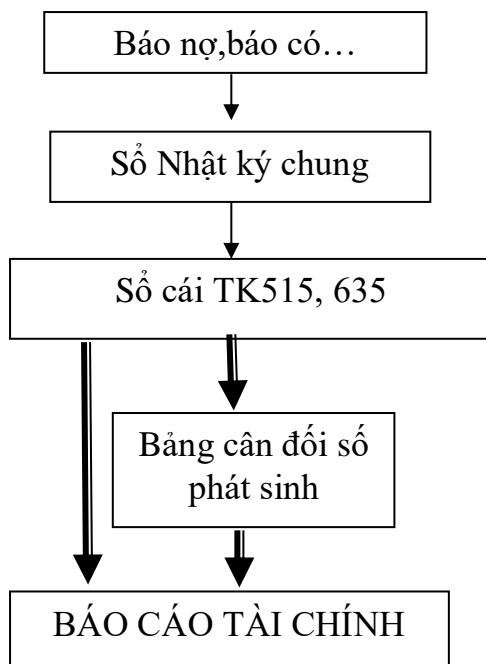 Báo nợ,báo có…
Sổ Nhật ký chung
Sổ cái TK515, 635
Bảng cân đối số
phát sinh
BÁO CÁO TÀI CHÍNH